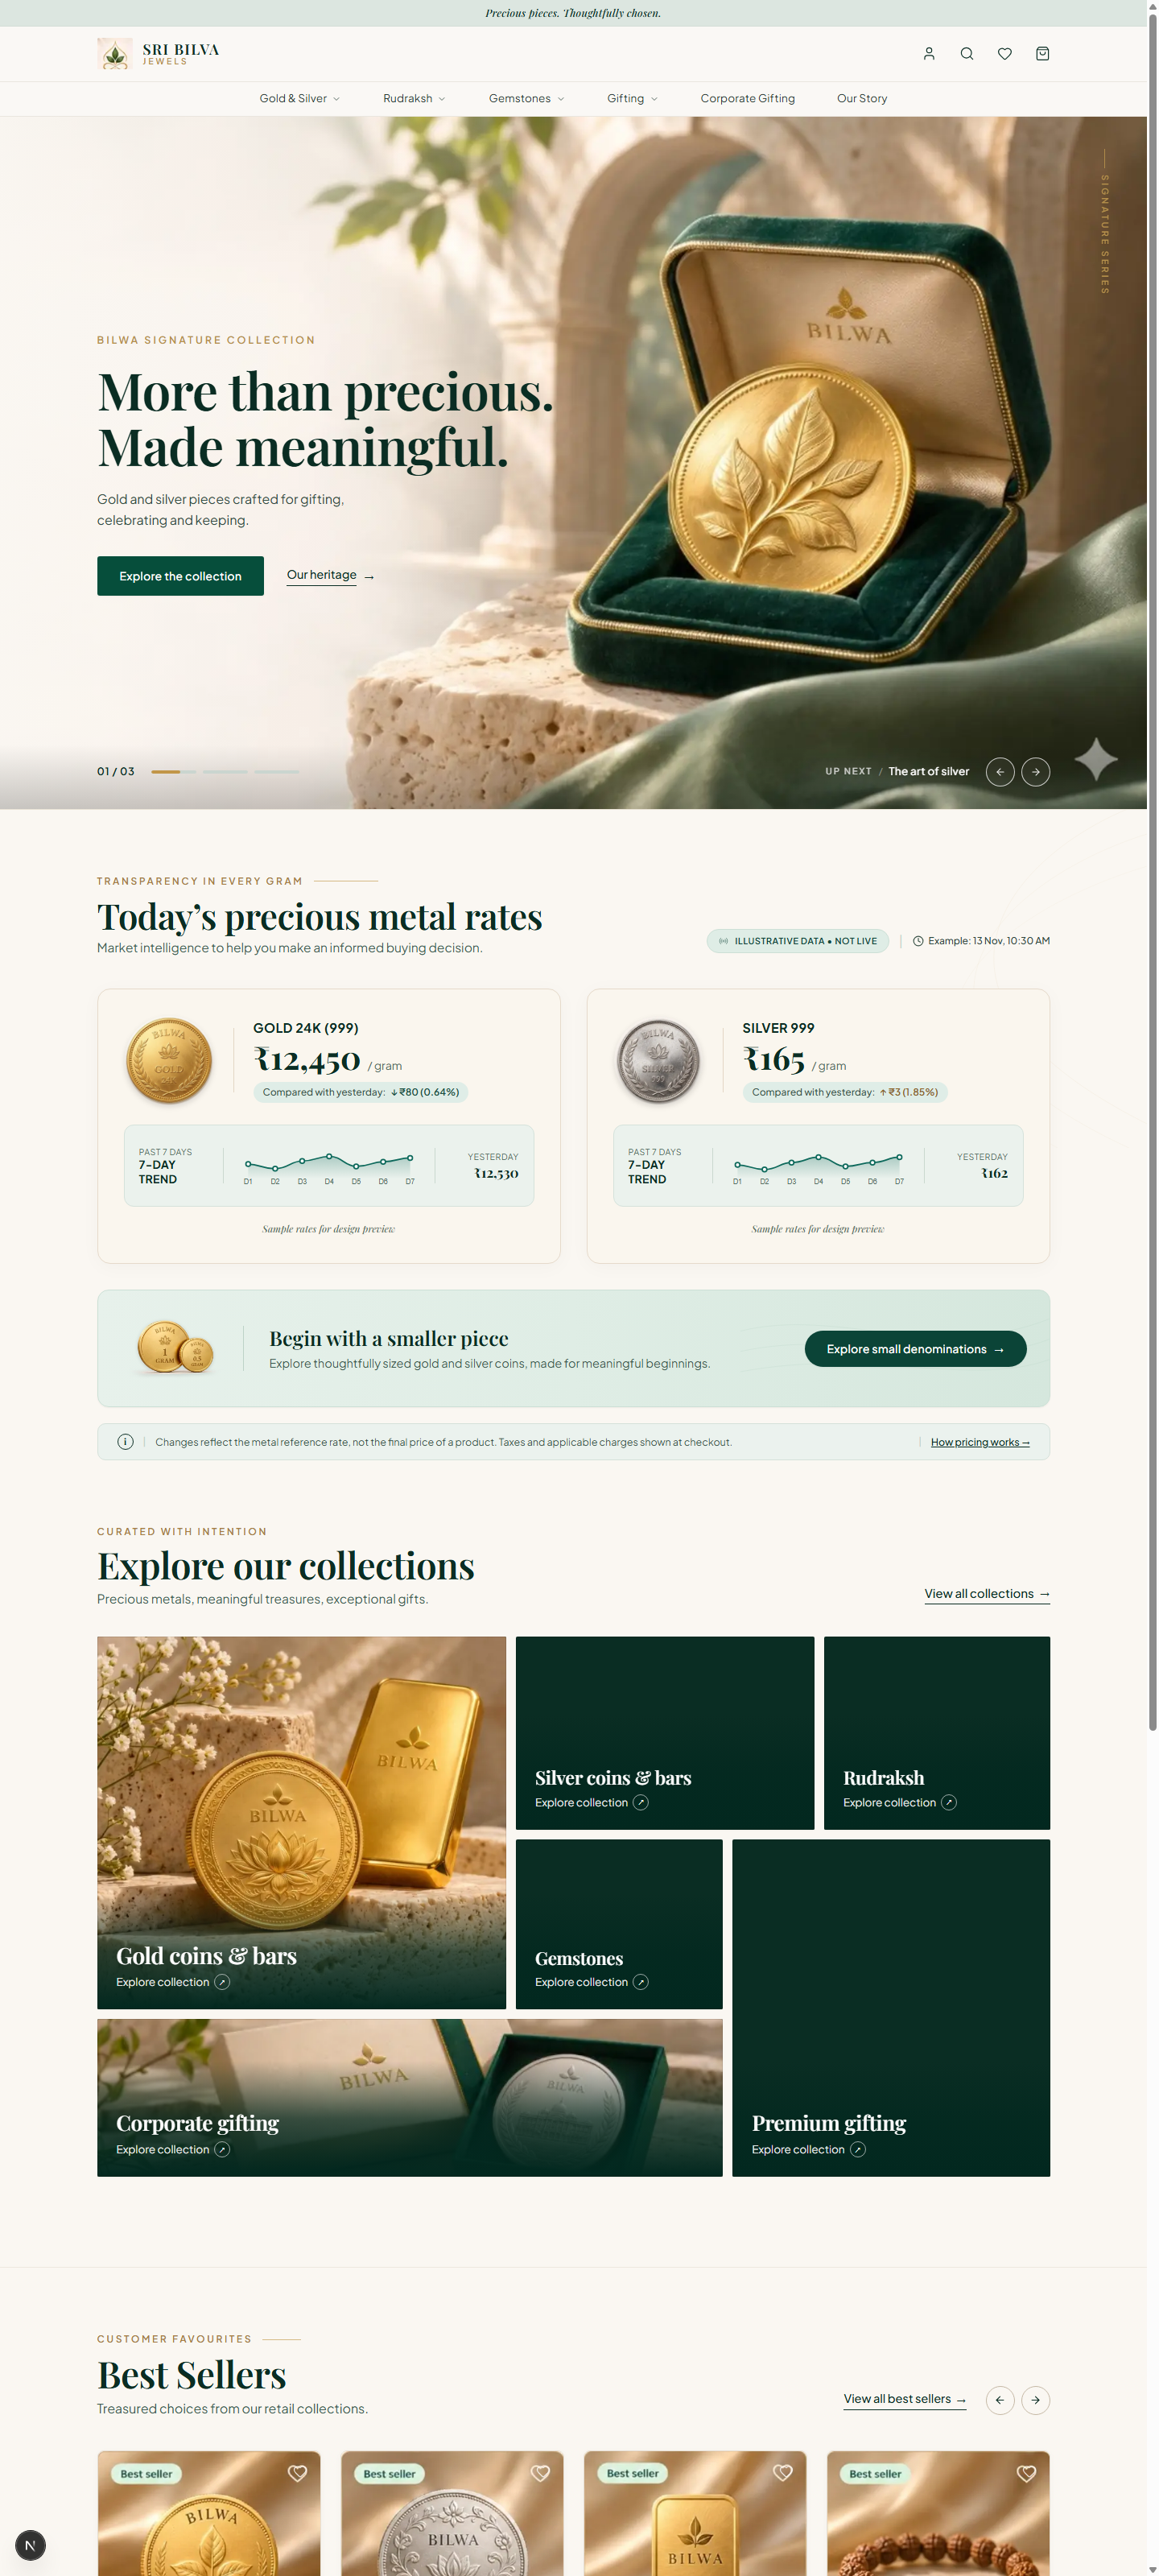 Precious pieces. Thoughtfully chosen.
SRI BILVA
JEWELS
Gold & Silver
Rudraksh
Gemstones
Gifting
Corporate Gifting
Our Story
SIGNATURE SERIES
BILWA
BILWA SIGNATURE COLLECTION
More than precious.
Made meaningful.
Gold and silver pieces crafted for gifting,
celebrating and keeping.
Explore the collection
Our heritage →
01 / 03
UP NEXT / The art of silver
← →
TRANSPARENCY IN EVERY GRAM
Today's precious metal rates
Market intelligence to help you make an informed buying decision.
ILLUSTRATIVE DATA • NOT LIVE
Example: 13 Nov, 10:30 AM
BILWA
GOLD
GOLD 24K (999)
₹12,450 / gram
Compared with yesterday: ↓ ₹80 (0.64%)
PAST 7 DAYS
7-DAY
TREND
D1 D2 D3 D4 D5 D6 D7
YESTERDAY
₹12,530
Sample rates for design preview
BILWA
SILVER
SILVER 999
₹165 / gram
Compared with yesterday: ↑ ₹3 (1.85%)
PAST 7 DAYS
7-DAY
TREND
D1 D2 D3 D4 D5 D6 D7
YESTERDAY
₹162
Sample rates for design preview
BILWA
1
GRAM
0.5
GRAM
Begin with a smaller piece
Explore thoughtfully sized gold and silver coins, made for meaningful beginnings.
Explore small denominations →
i
Changes reflect the metal reference rate, not the final price of a product. Taxes and applicable charges shown at checkout.
How pricing works →
CURATED WITH INTENTION
Explore our collections
Precious metals, meaningful treasures, exceptional gifts.
View all collections →
BILWA
BILWA
Gold coins & bars
Explore collection ↗
Silver coins & bars
Explore collection ↗
Rudraksh
Explore collection ↗
Gemstones
Explore collection ↗
Premium gifting
Explore collection ↗
BILWA
BILWA
Corporate gifting
Explore collection ↗
CUSTOMER FAVOURITES
Best Sellers
Treasured choices from our retail collections.
View all best sellers →
← →
Best seller
BILWA
Best seller
BILWA
Best seller
BILWA
Best seller
N